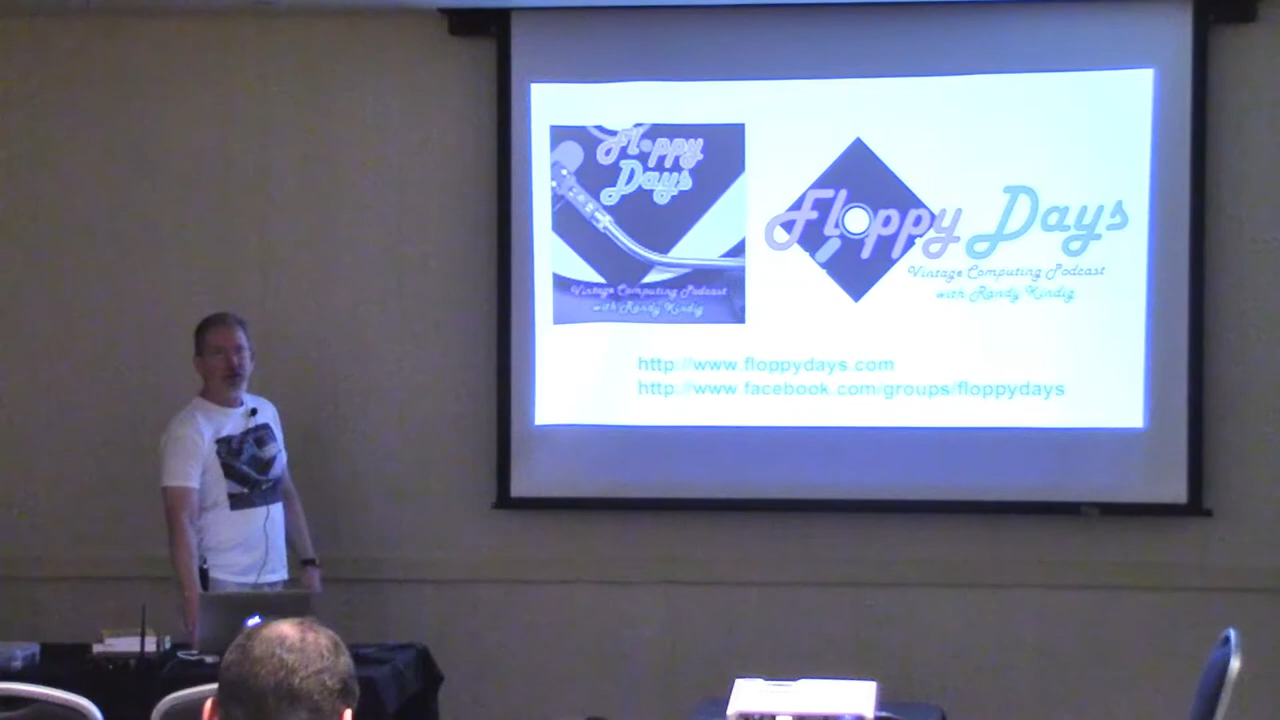 Floppy
Days
Vintage Computing Podcast
with Randy Kindig
Floppy Days
Vintage Computing Podcast
with Randy Kindig
http://www.floppydays.com
http://www.facebook.com/groups/floppydays